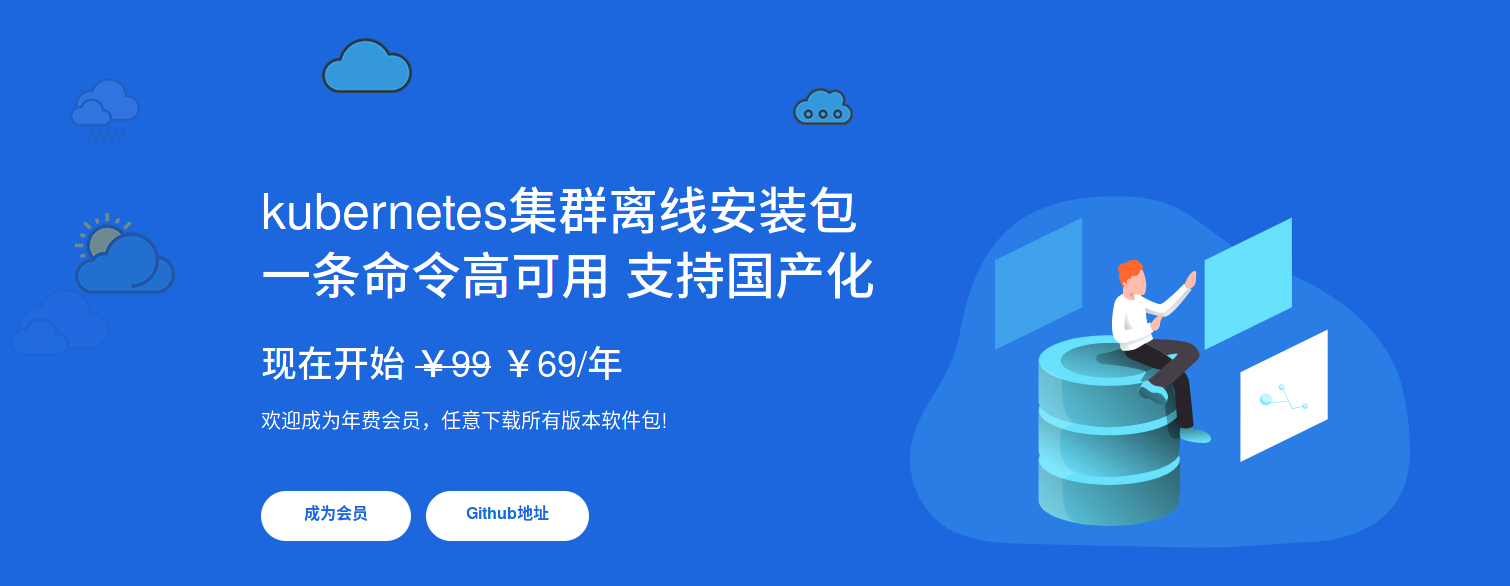 kubernetes集群离线安装包
一条命令高可用 支持国产化
现在开始 ￥99 ￥69/年
欢迎成为年费会员，任意下载所有版本软件包!
成为会员 Github地址